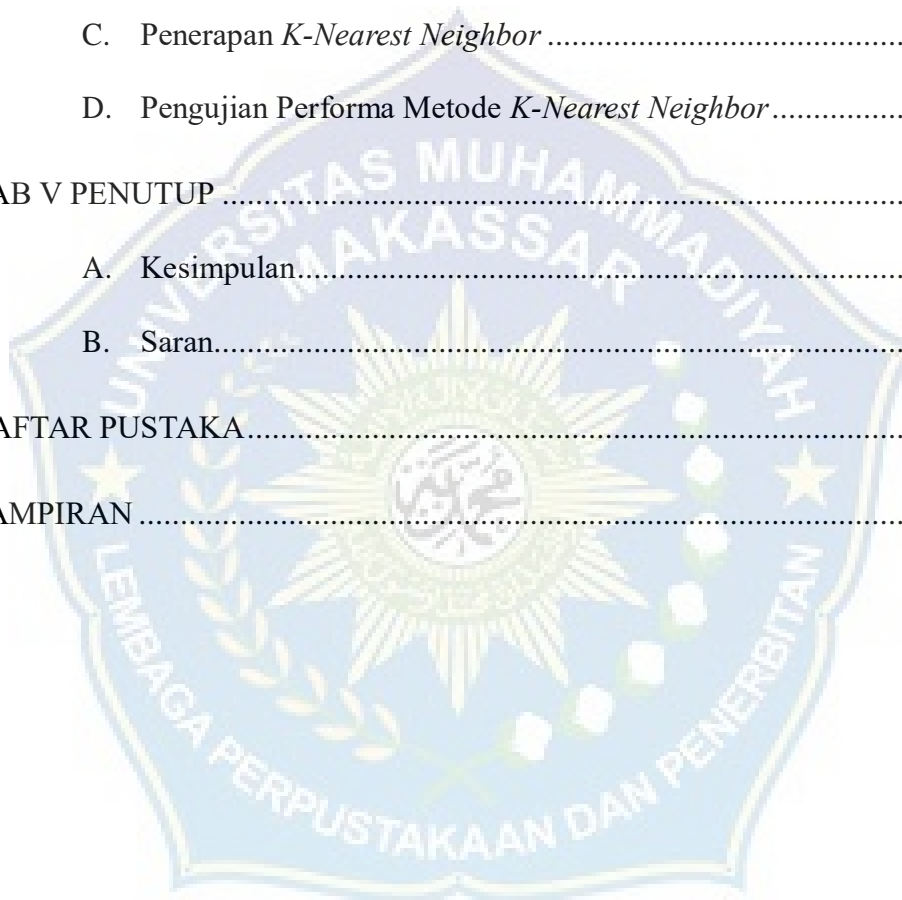 C. Penerapan K-Nearest Neighbor ................................................
D. Pengujian Performa Metode K-Nearest Neighbor ................
AB V PENUTUP ................................................................................
A. Kesimpulan................................................................................
B. Saran................................................................................
AFTAR PUSTAKA................................................................................
AMPIRAN ................................................................................
UNIVERSITAS MUHAMMADIYAH
MAKASSAR
LEMBAGA PERPUSTAKAAN DAN PENERBITAN